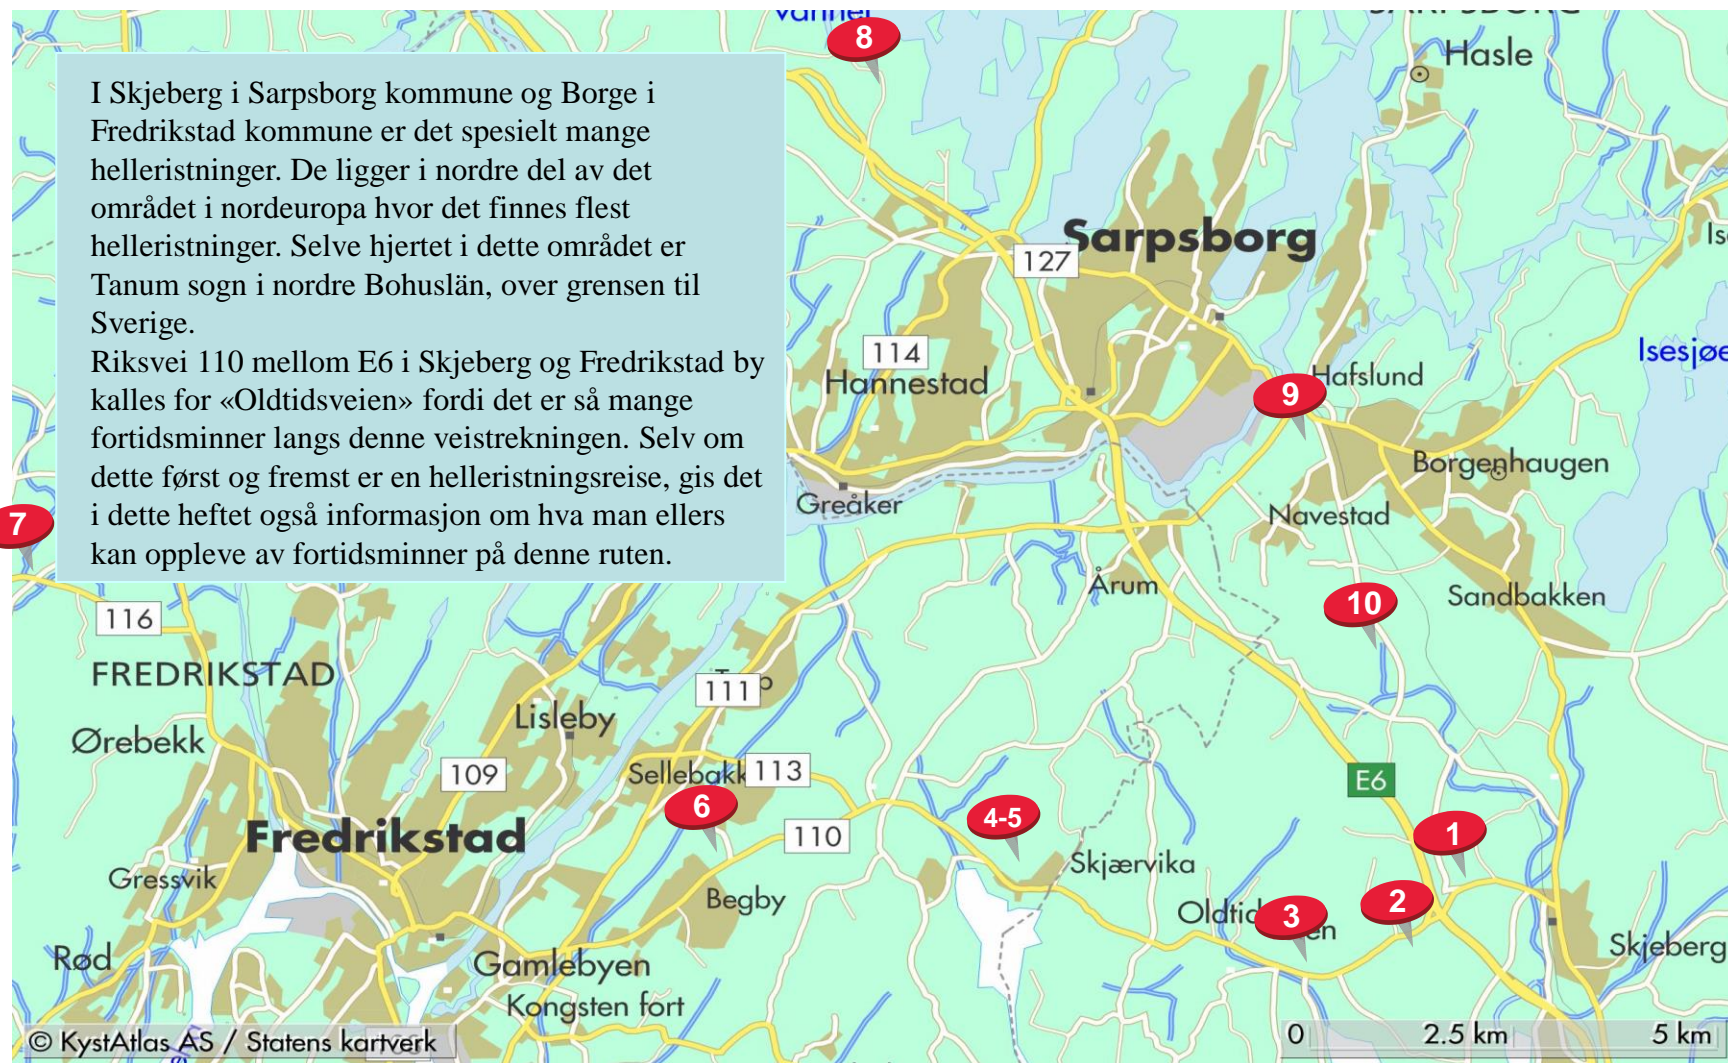 vannet
SARPSBORG
8
Hasle
I Skjeberg i Sarpsborg kommune og Borge i
Fredrikstad kommune er det spesielt mange
helleristninger. De ligger i nordre del av det
området i nordeuropa hvor det finnes flest
helleristninger. Selve hjertet i dette området er
Tanum sogn i nordre Bohuslän, over grensen til
Sverige.
Riksvei 110 mellom E6 i Skjeberg og Fredrikstad by
kalles for «Oldtidsveien» fordi det er så mange
fortidsminner langs denne veistrekningen. Selv om
dette først og fremst er en helleristningsreise, gis det
i dette heftet også informasjon om hva man ellers
kan oppleve av fortidsminner på denne ruten.
Sarpsborg
127
114
Isesjøe
Hannestad
Hafslund
9
Borgenhaugen
Greåker
Navestad
7
Årum
Sandbakken
10
116
FREDRIKSTAD
111
Lisleby
Ørebekk
109
Sellebakk
113
E6
6
4-5
1
Fredrikstad
110
Skjærvika
Gressvik
Begby
2
3
Skjeberg
Rød
Gamlebyen
Kongsten fort
© KystAtlas AS / Statens kartverk
0 2.5 km 5 km